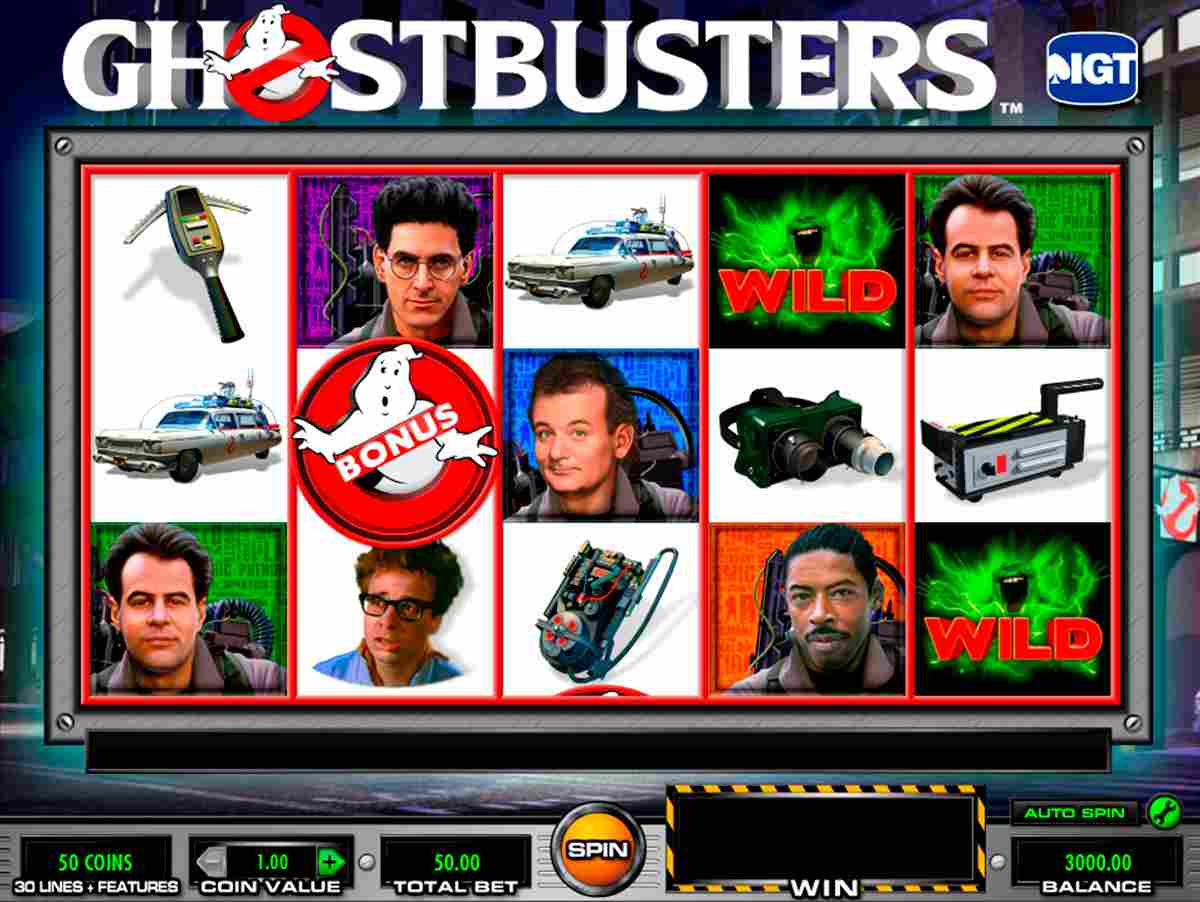 GHOSTBUSTERS
TM
IGT
WILD
BONUS
WILD
50 COINS
30 LINES + FEATURES
1.00
COIN VALUE
50.00
TOTAL BET
SPIN
WIN
AUTO SPIN
3000.00
BALANCE